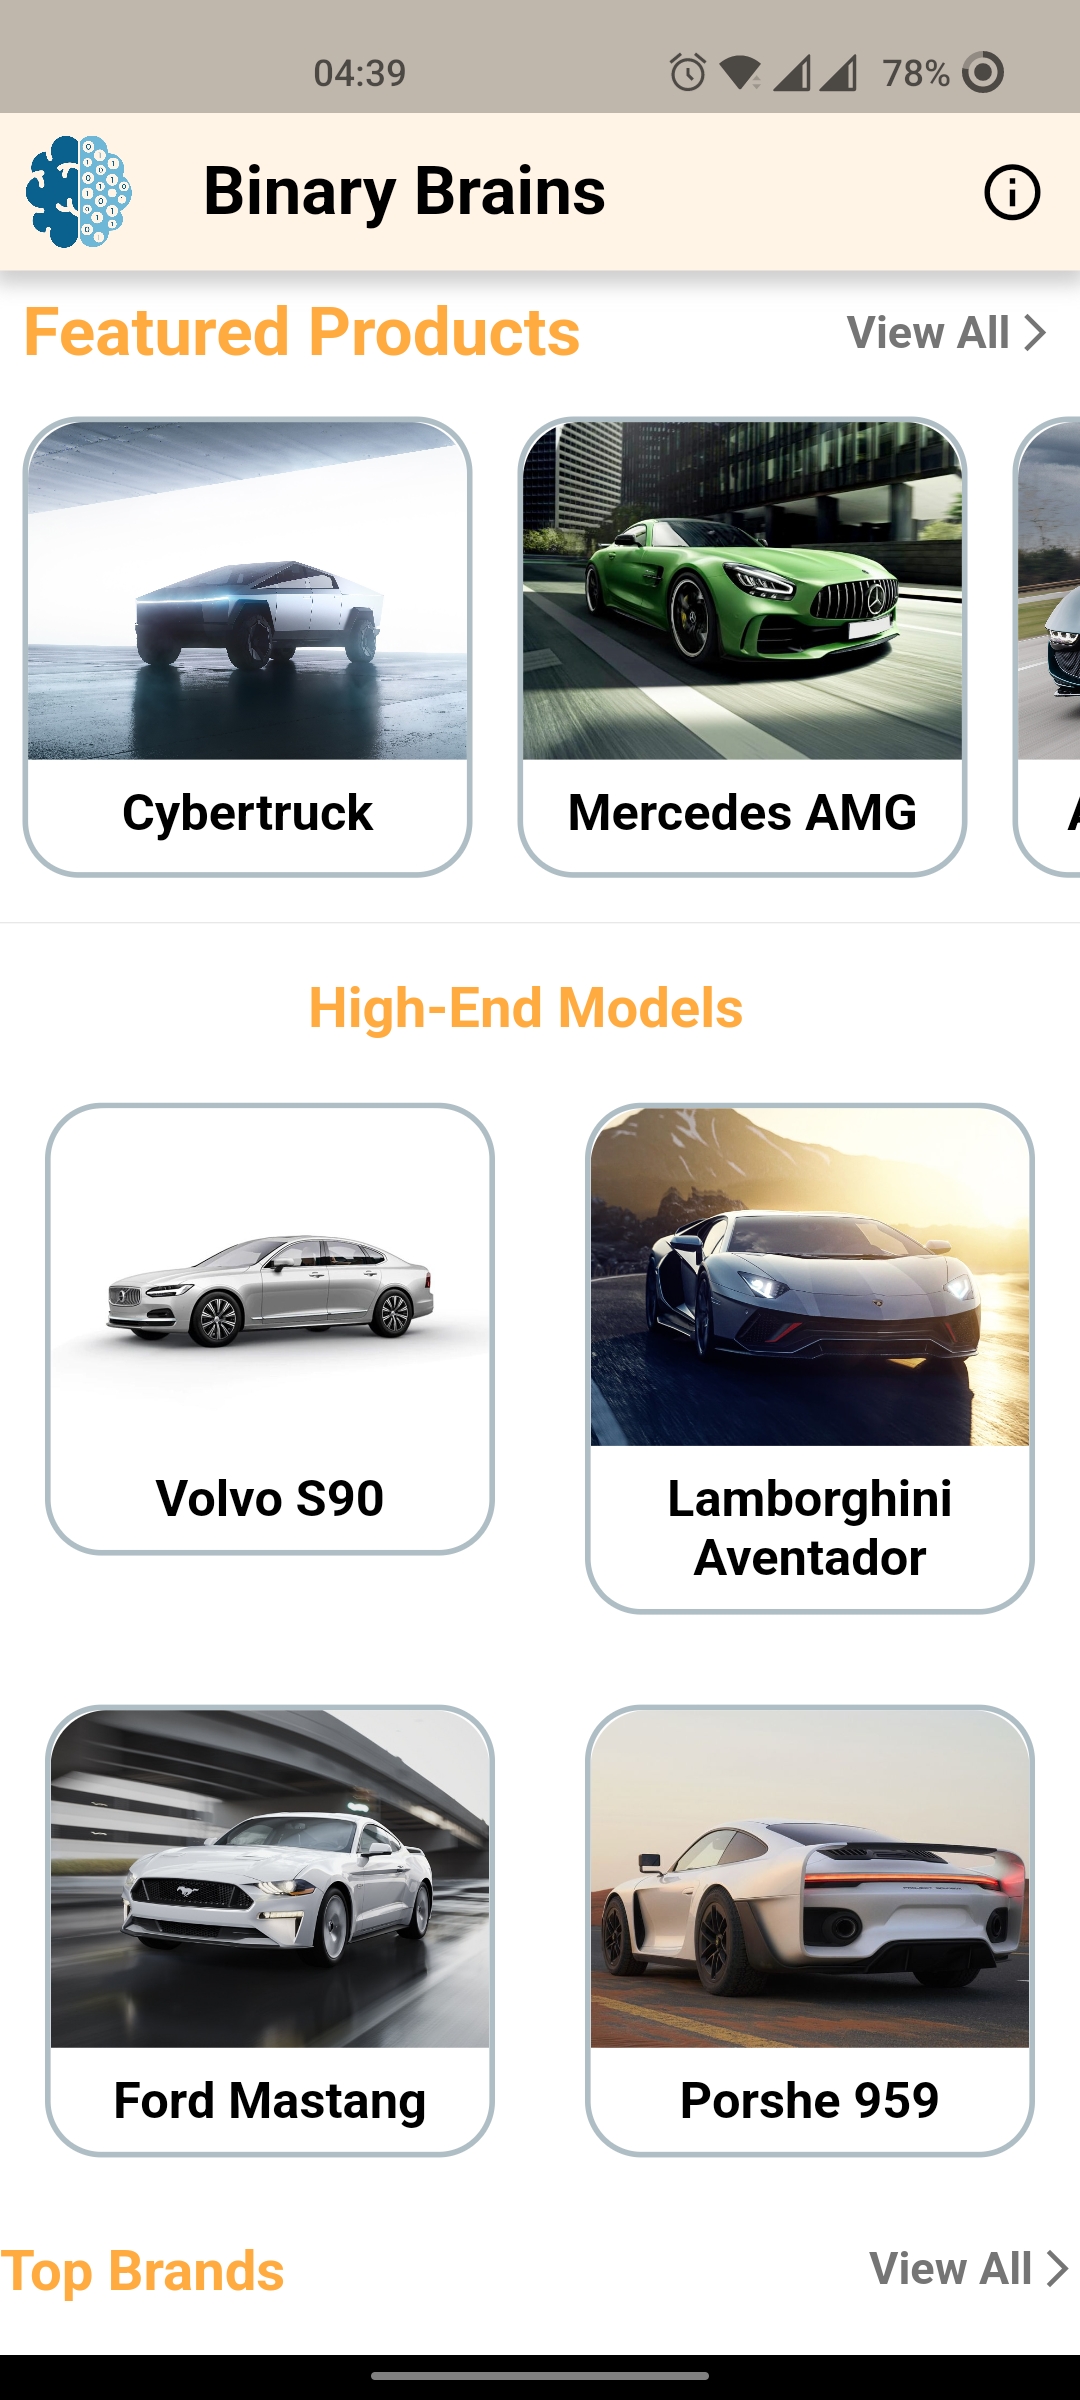 04:39
78%
Binary Brains
Featured Products
View All
Cybertruck
Mercedes AMG
High-End Models
Volvo S90
Lamborghini
Aventador
Ford Mastang
Porshe 959
Top Brands
View All